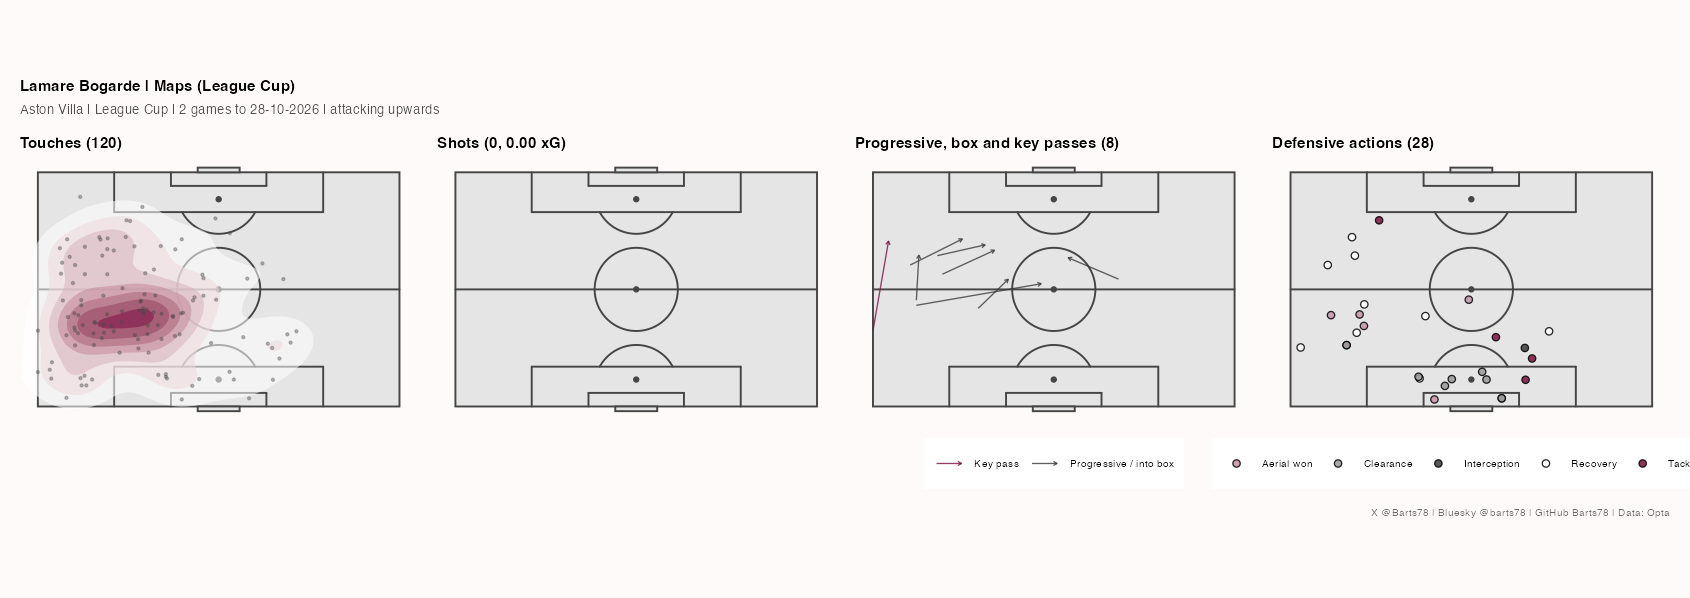 Lamare Bogarde | Maps (League Cup)
Aston Villa | League Cup | 2 games to 28-10-2026 | attacking upwards
Touches (120)
Shots (0, 0.00 xG)
Progressive, box and key passes (8)
Defensive actions (28)
Key pass
Progressive / into box
Aerial won
Clearance
Interception
Recovery
Tack
X @Barts78 | Bluesky @barts78 | GitHub Barts78 | Data: Opta